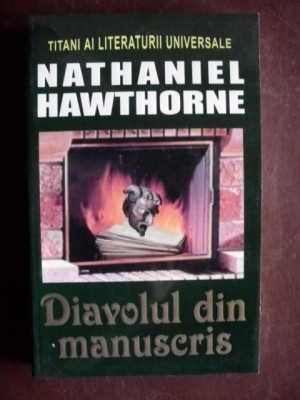 TITANI AI LITERATURII UNIVERSALE
NATHANIEL
HAWTHORNE
Diavolul din
manuscris